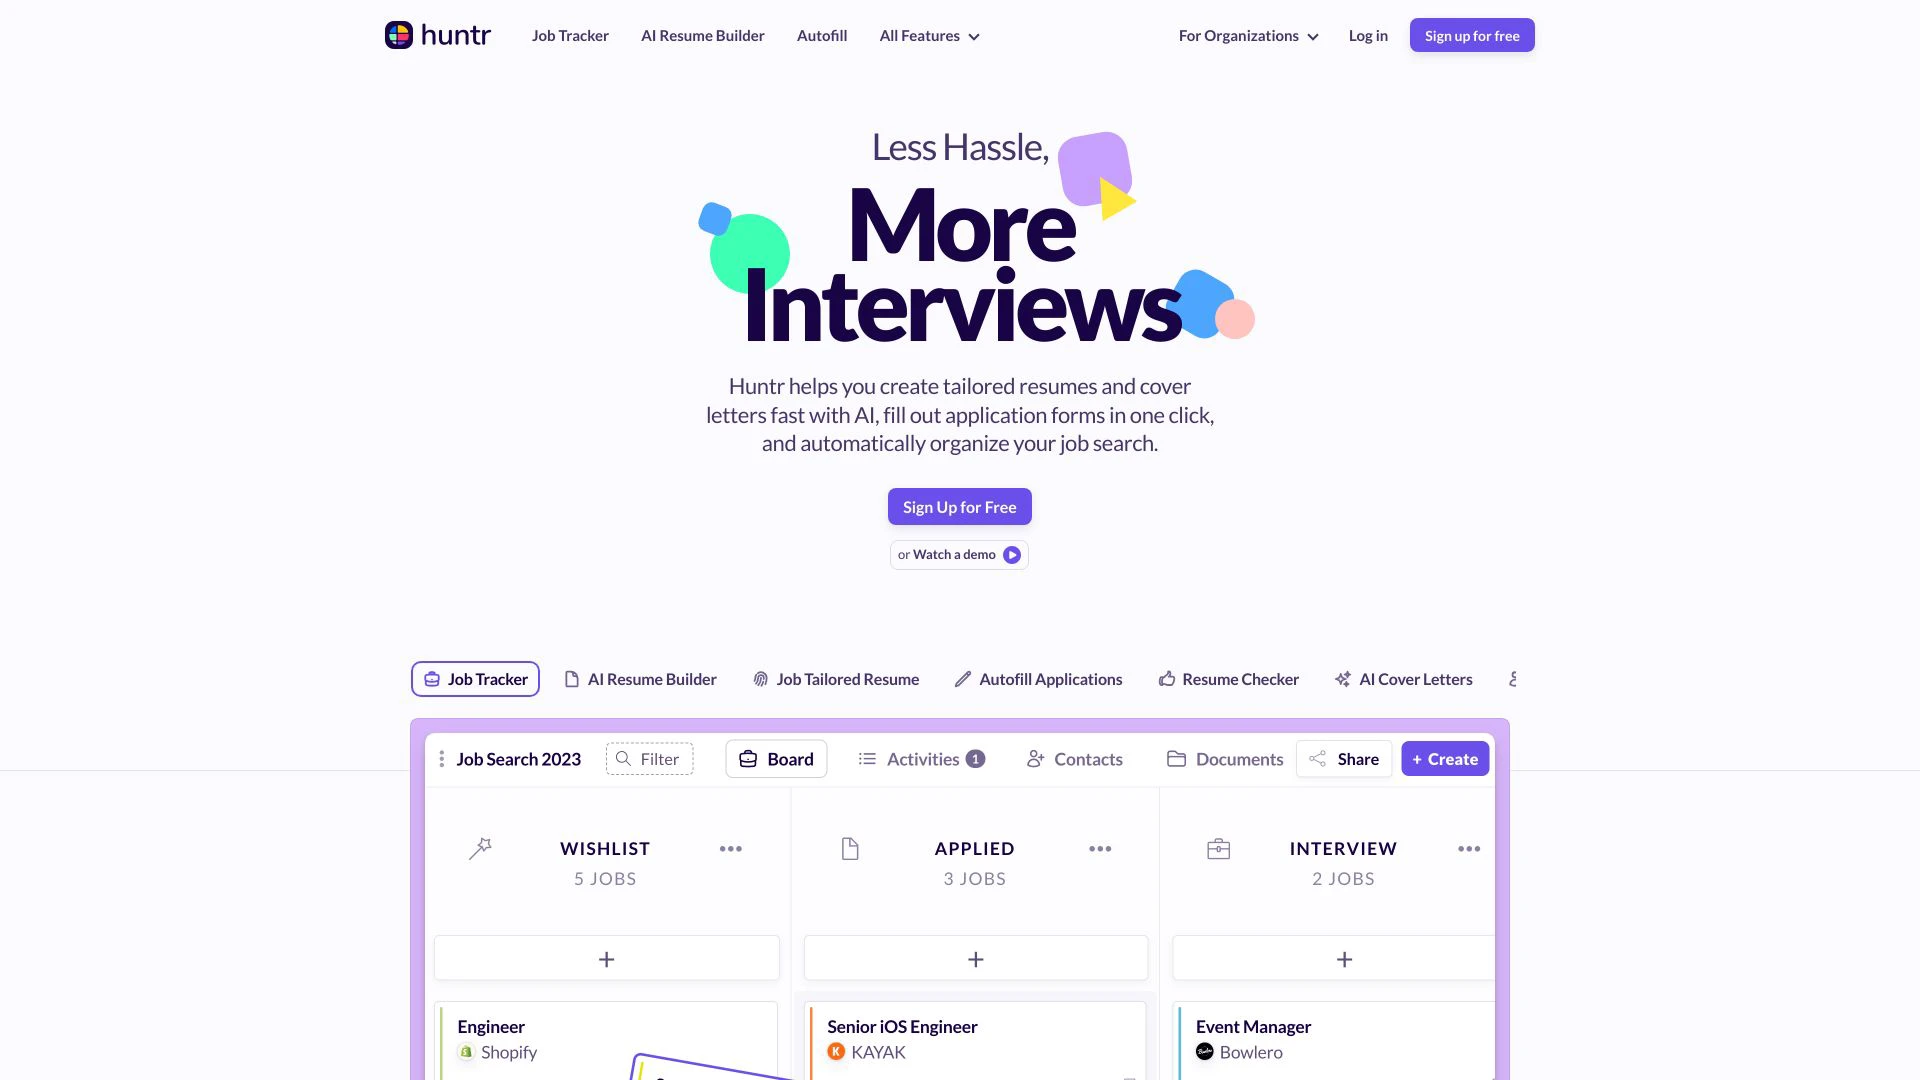 huntr
Job Tracker
AI Resume Builder
Autofill
All Features
For Organizations
Log in
Sign up for free
Less Hassle,
More
Interviews
Huntr helps you create tailored resumes and cover
letters fast with AI, fill out application forms in one click,
and automatically organize your job search.
Sign Up for Free
or Watch a demo
Job Tracker
AI Resume Builder
Job Tailored Resume
Autofill Applications
Resume Checker
AI Cover Letters
Job Search 2023
Filter
Board
Activities 1
Contacts
Documents
Share
+ Create
WISHLIST
5 JOBS
APPLIED
3 JOBS
INTERVIEW
2 JOBS
+
+
+
Engineer
Shopify
Senior iOS Engineer
K KAYAK
Event Manager
Bowlero